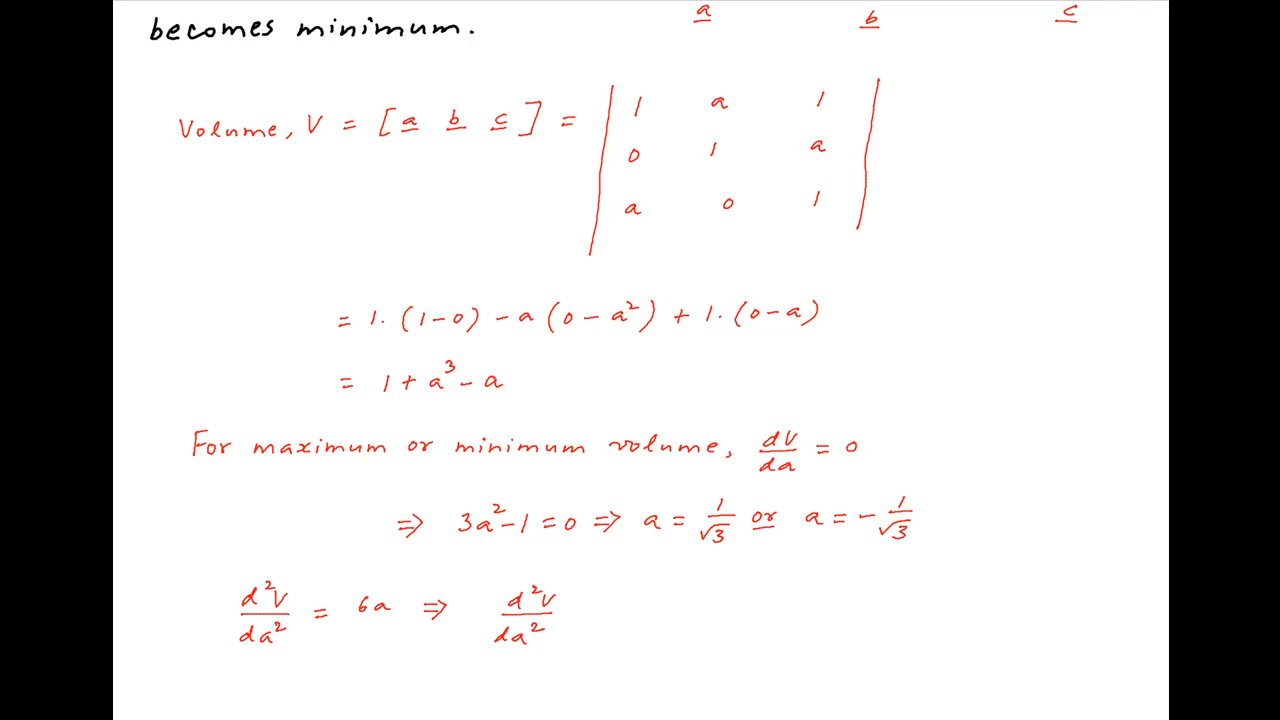 a b c
becomes minimum.
Volume, V = [a b c] = | 1 a 1 |
| 0 1 a |
| a 0 1 |
= 1. (1-0) - a (0 - a²) + 1. (0-a)
= 1 + a³ - a
For maximum or minimum volume, dV/da = 0
⇒ 3a² - 1 = 0 ⇒ a = 1/√3 or a = - 1/√3
d²V/da² = 6a ⇒ d²V/da²